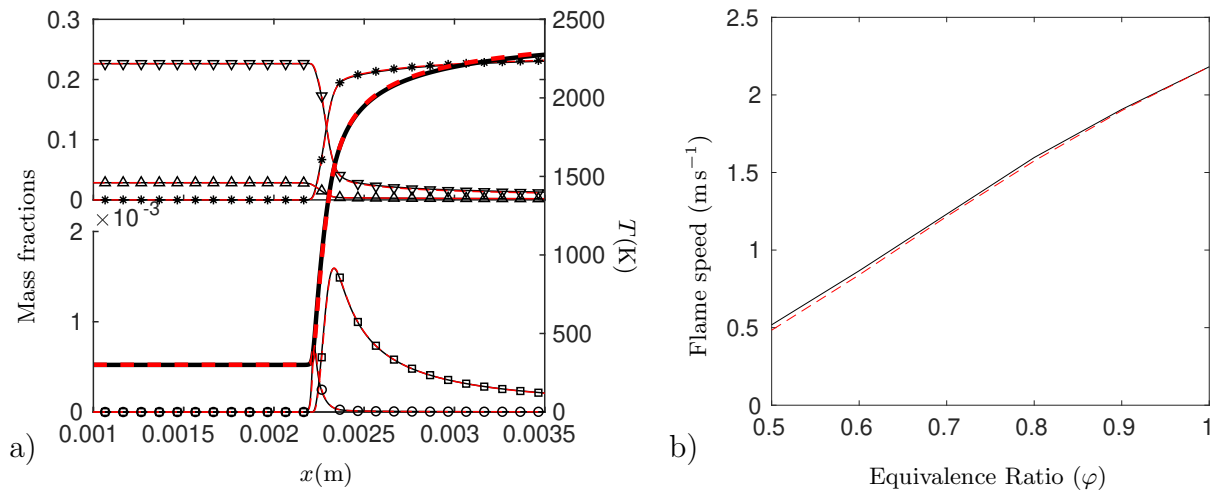 0.3
0.2
0.1
0
×10⁻³
2
1
0
Mass fractions
2500
2000
1500
1000
500
0
T(K)
0.001 0.0015 0.002 0.0025 0.003 0.0035
x(m)
a)
2.5
2
1.5
1
0.5
0
Flame speed (m s⁻¹)
0.5 0.6 0.7 0.8 0.9 1
Equivalence Ratio (φ)
b)